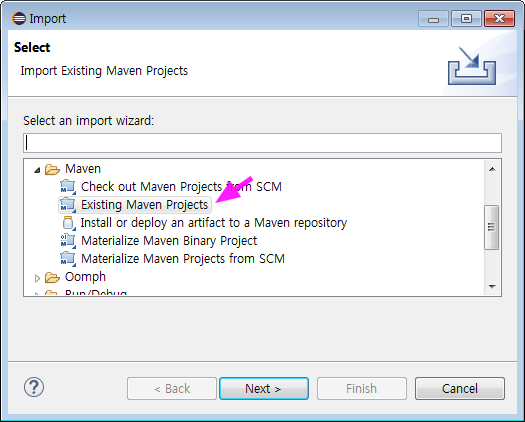 Import
Select
Import Existing Maven Projects
Select an import wizard:
Maven
Check out Maven Projects from SCM
Existing Maven Projects
Install or deploy an artifact to a Maven repository
Materialize Maven Binary Project
Materialize Maven Projects from SCM
Oomph
Run/Debug
?
< Back
Next >
Finish
Cancel